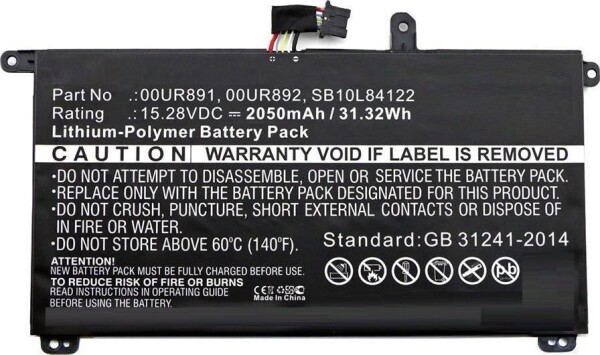 Part No .:00UR891, 00UR892, SB10L84122
Rating .:15.28VDC ⎓ 2050mAh / 31.32Wh
Lithium-Polymer Battery Pack
CAUTION WARRANTY VOID IF LABEL IS REMOVED
•DO NOT ATTEMPT TO DISASSEMBLE, OPEN OR SERVICE THE BATTERY PACK.
•REPLACE ONLY WITH THE BATTERY PACK DESIGNATED FOR THIS PRODUCT.
•DO NOT CRUSH, PUNCTURE, SHORT EXTERNAL CONTACTS OR DISPOSE OF
IN FIRE OR WATER.
•DO NOT STORE ABOVE 60°C (140°F).
Standard:GB 31241-2014
ATTENTION!
NEW BATTERY PACK MUST BE FULLY CHARGED BEFORE USE.
TO REDUCE RISK OF FIRE OR BURNS
READ INSTRUCTIONS IN OPERATING GUIDE
BEFORE USING BATTERY
CE FC
Made In China
Pb